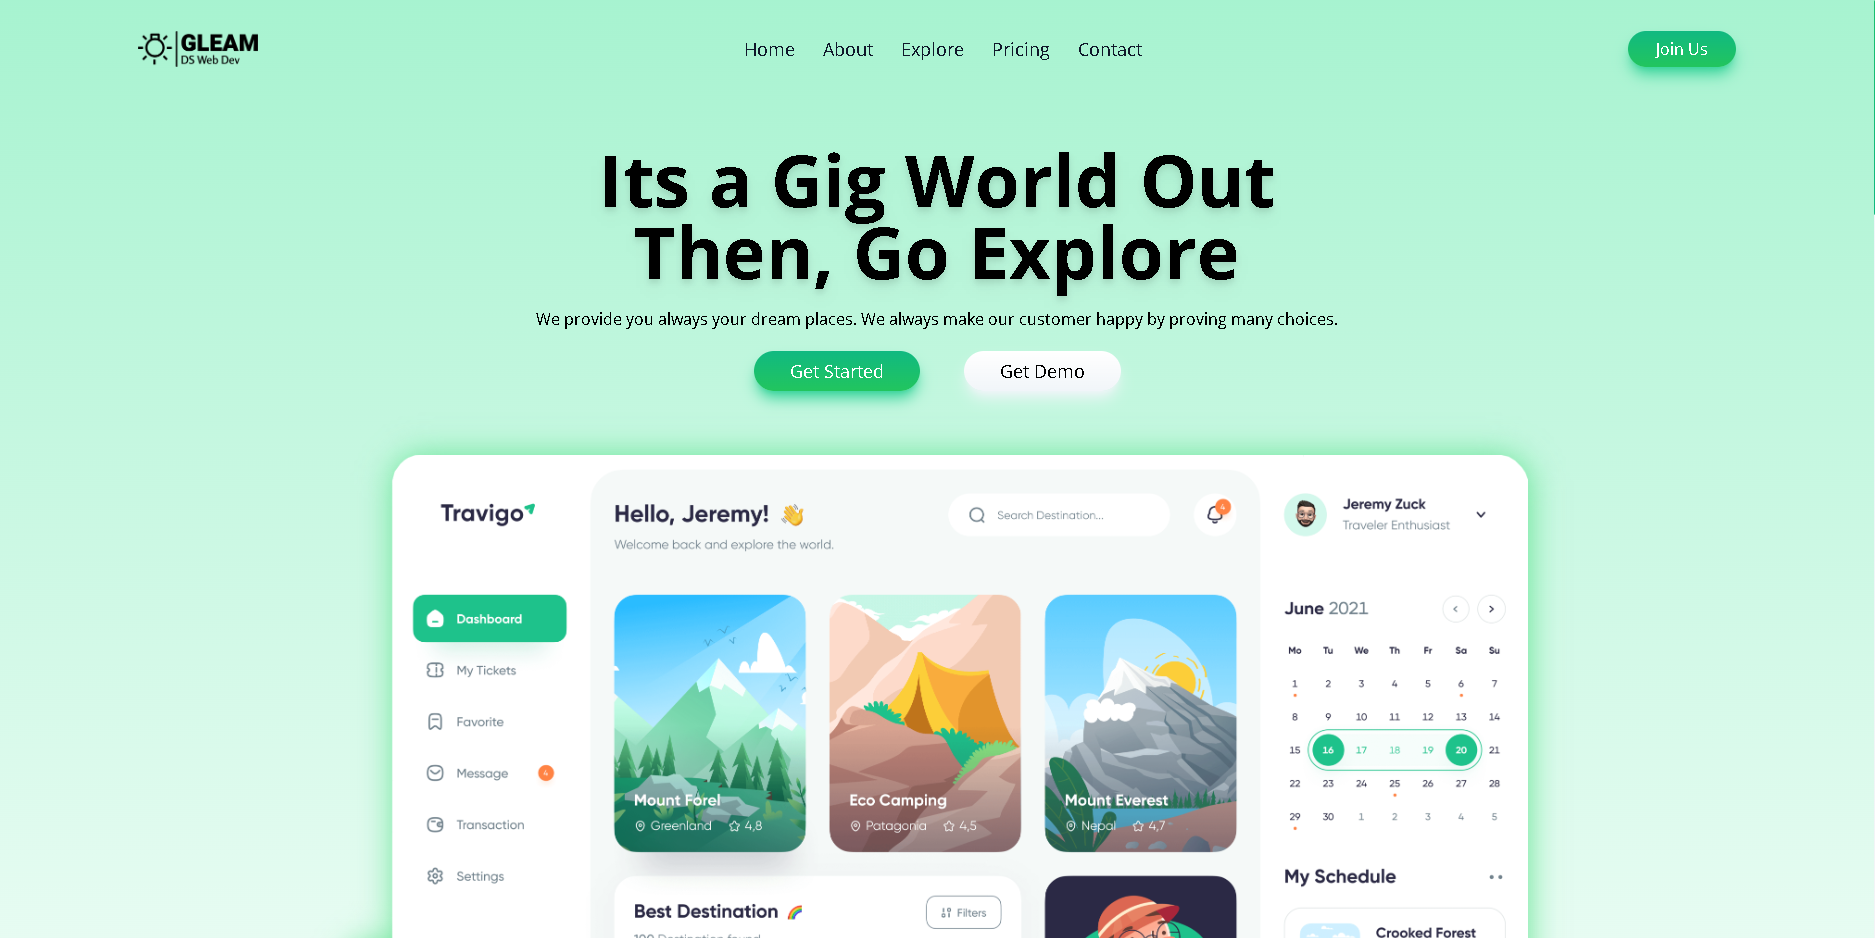 GLEAM
DS Web Dev
Home About Explore Pricing Contact
Join Us
Its a Gig World Out
Then, Go Explore
We provide you always your dream places. We always make our customer happy by proving many choices.
Get Started
Get Demo
Travigo
Dashboard
My Tickets
Favorite
Message 4
Transaction
Settings
Hello, Jeremy! 👋
Welcome back and explore the world.
Search Destination...
4
Mount Forel
Greenland 4,8
Eco Camping
Patagonia 4,5
Mount Everest
Nepal 4,7
Best Destination 🌈
100 Destination found
Filters
Jeremy Zuck
Traveler Enthusiast
June 2021
Mo Tu We Th Fr Sa Su
1 2 3 4 5 6 7
8 9 10 11 12 13 14
15 16 17 18 19 20 21
22 23 24 25 26 27 28
29 30 1 2 3 4 5
My Schedule
Crooked Forest